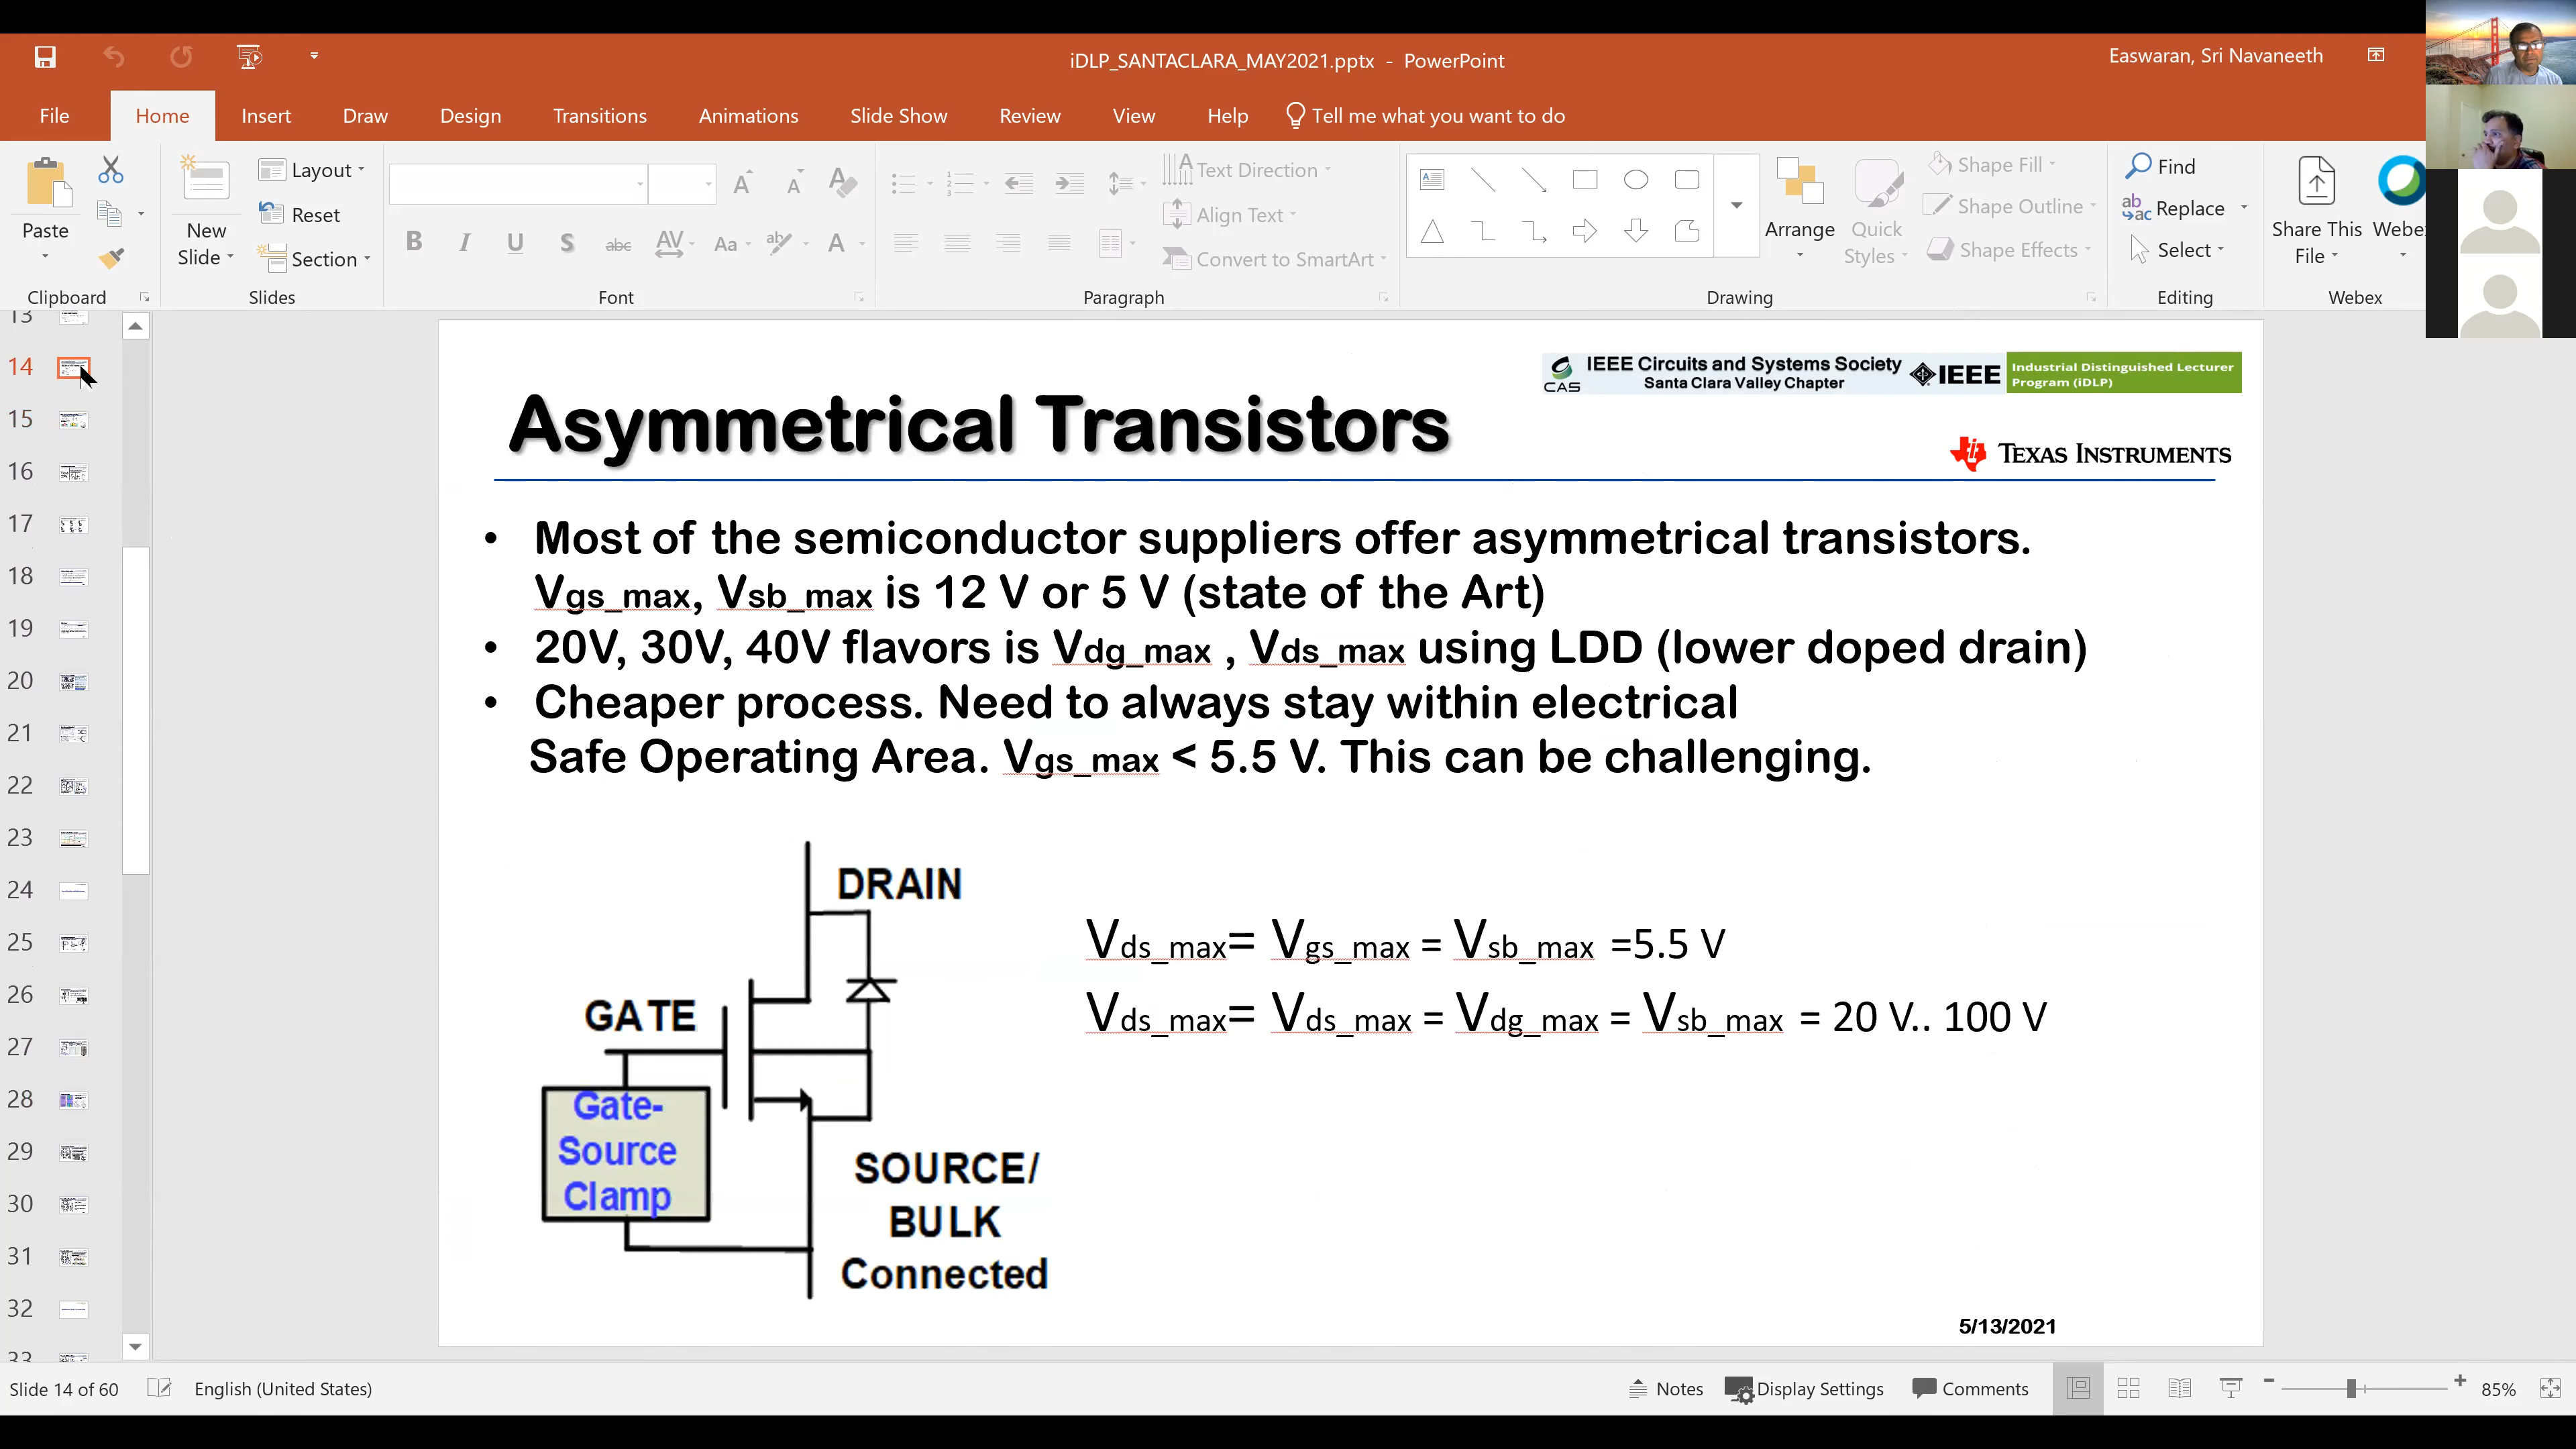 iDLP_SANTACLARA_MAY2021.pptx - PowerPoint
Easwaran, Sri Navaneeth
File Home Insert Draw Design Transitions Animations Slide Show Review View Help Tell me what you want to do
Paste
Clipboard
New
Slide
Layout
Reset
Section
Slides
B I U S abc AV Aa A
Font
Text Direction
Align Text
Convert to SmartArt
Paragraph
Arrange
Quick
Styles
Shape Fill
Shape Outline
Shape Effects
Drawing
Find
Replace
Select
Editing
Share This
File
Webex
13
14
15
16
17
18
19
20
21
22
23
24
25
26
27
28
29
30
31
32
33
CAS
IEEE Circuits and Systems Society
Santa Clara Valley Chapter
IEEE
Industrial Distinguished Lecturer
Program (iDLP)
Asymmetrical Transistors
TEXAS INSTRUMENTS
• Most of the semiconductor suppliers offer asymmetrical transistors.
Vgs_max, Vsb_max is 12 V or 5 V (state of the Art)
• 20V, 30V, 40V flavors is Vdg_max , Vds_max using LDD (lower doped drain)
• Cheaper process. Need to always stay within electrical
Safe Operating Area. Vgs_max < 5.5 V. This can be challenging.
DRAIN
GATE
Gate-
Source
Clamp
SOURCE/
BULK
Connected
Vds_max= Vgs_max = Vsb_max =5.5 V
Vds_max= Vds_max = Vdg_max = Vsb_max = 20 V.. 100 V
5/13/2021
Slide 14 of 60 English (United States) Notes Display Settings Comments 85%